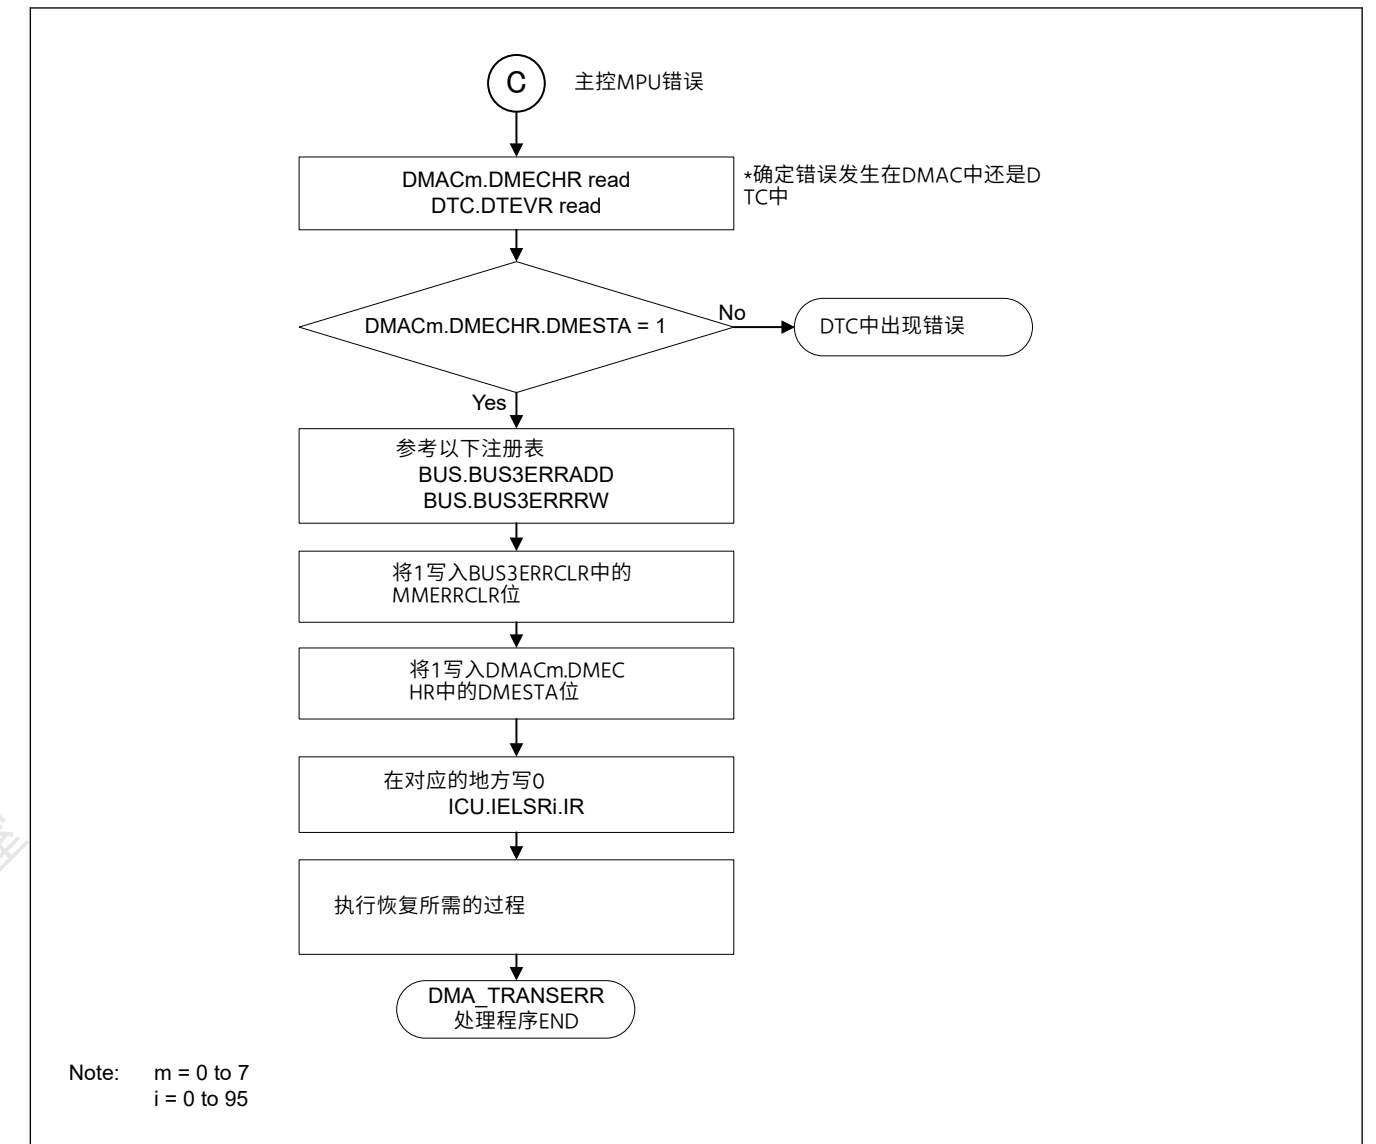 C
主控MPU错误
DMACm.DMECHR read
DTC.DTEVR read
*确定错误发生在DMAC中还是D
TC中
DMACm.DMECHR.DMESTA = 1
No
DTC中出现错误
Yes
参考以下注册表
BUS.BUS3ERRADD
BUS.BUS3ERRRW
将1写入BUS3ERRCLR中的
MMERRCLR位
将1写入DMACm.DMEC
HR中的DMESTA位
在对应的地方写0
ICU.IELSRi.IR
执行恢复所需的过程
DMA_TRANSERR
处理程序END
Note: m = 0 to 7
i = 0 to 95